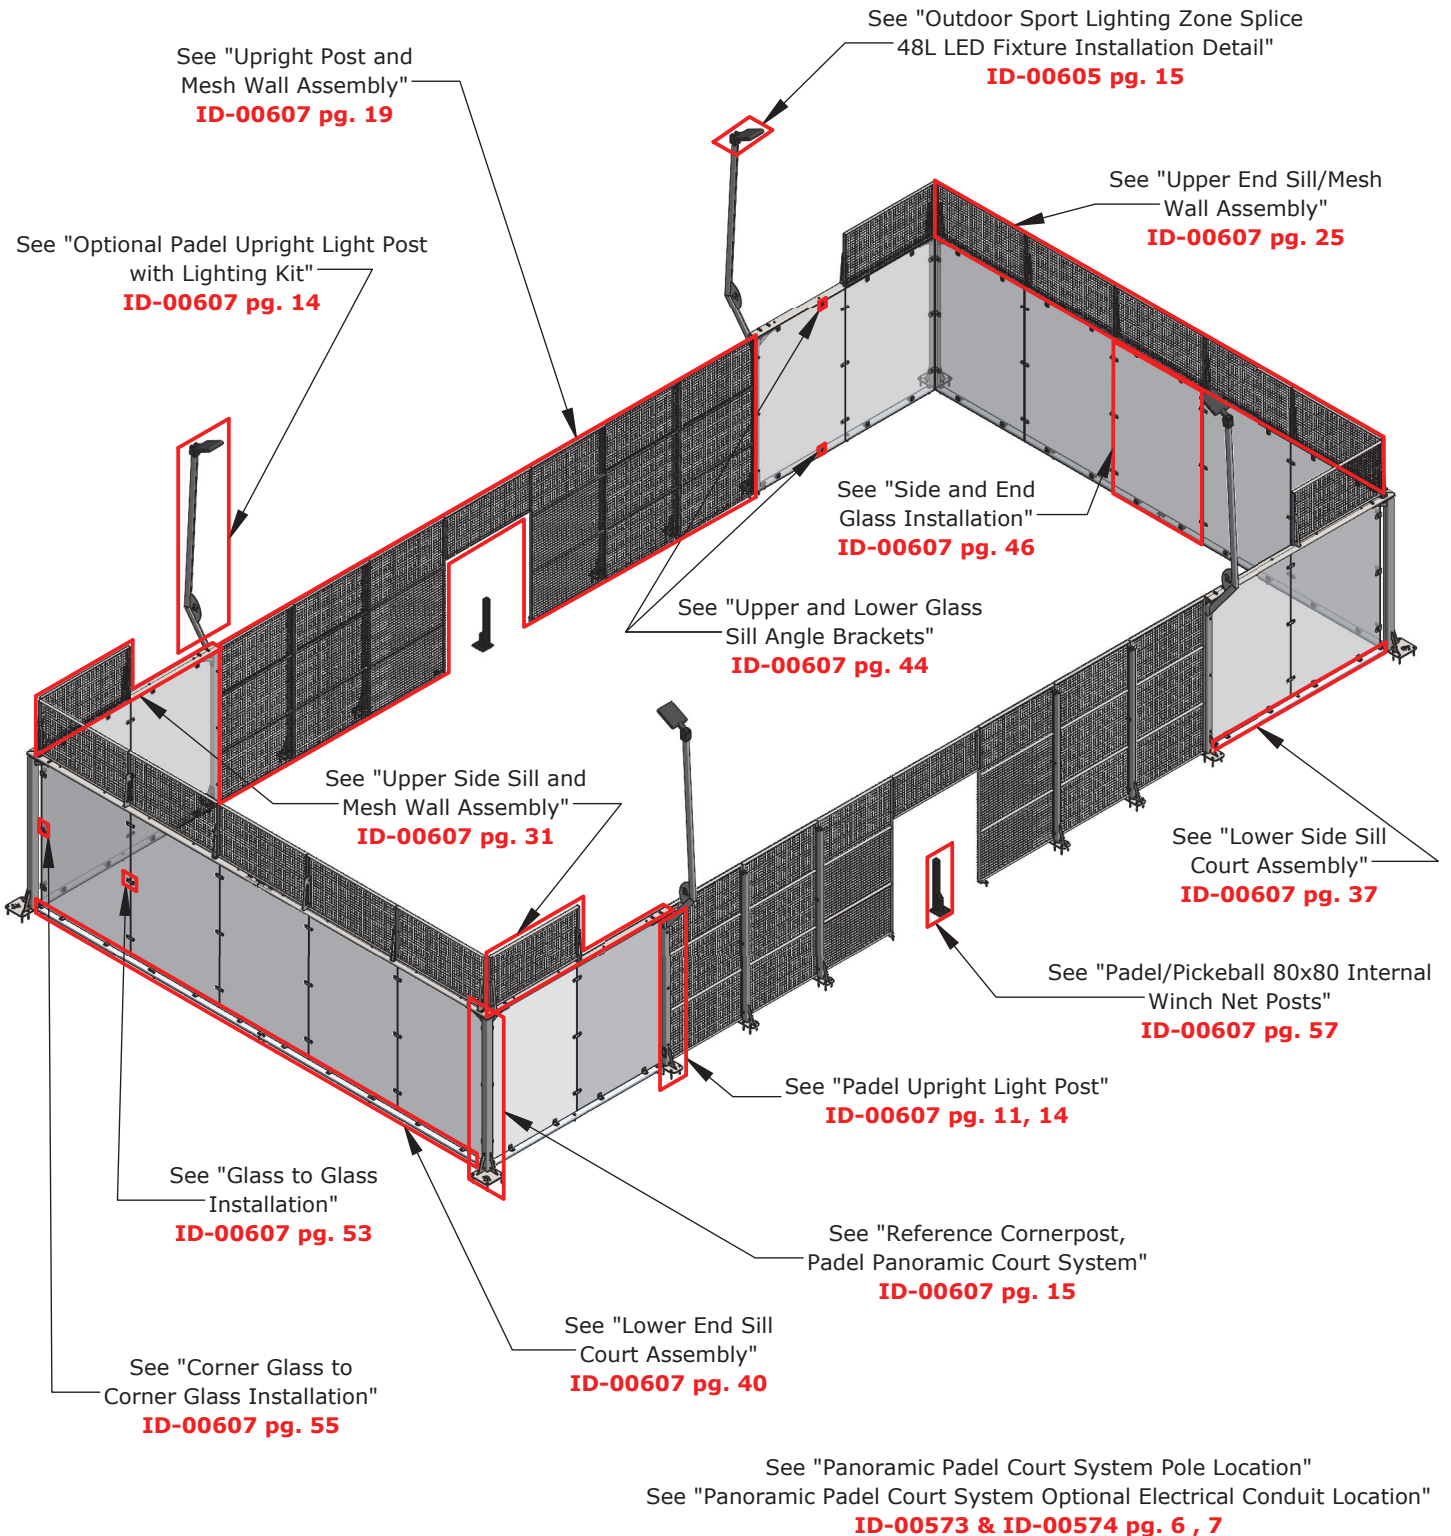 See "Outdoor Sport Lighting Zone Splice
48L LED Fixture Installation Detail"
ID-00605 pg. 15
See "Upright Post and
Mesh Wall Assembly"
ID-00607 pg. 19
See "Upper End Sill/Mesh
Wall Assembly"
ID-00607 pg. 25
See "Optional Padel Upright Light Post
with Lighting Kit"
ID-00607 pg. 14
See "Side and End
Glass Installation"
ID-00607 pg. 46
See "Upper and Lower Glass
Sill Angle Brackets"
ID-00607 pg. 44
See "Upper Side Sill and
Mesh Wall Assembly"
ID-00607 pg. 31
See "Lower Side Sill
Court Assembly"
ID-00607 pg. 37
See "Padel/Pickeball 80x80 Internal
Winch Net Posts"
ID-00607 pg. 57
See "Padel Upright Light Post"
ID-00607 pg. 11, 14
See "Glass to Glass
Installation"
ID-00607 pg. 53
See "Reference Cornerpost,
Padel Panoramic Court System"
ID-00607 pg. 15
See "Lower End Sill
Court Assembly"
ID-00607 pg. 40
See "Corner Glass to
Corner Glass Installation"
ID-00607 pg. 55
See "Panoramic Padel Court System Pole Location"
See "Panoramic Padel Court System Optional Electrical Conduit Location"
ID-00573 & ID-00574 pg. 6 , 7